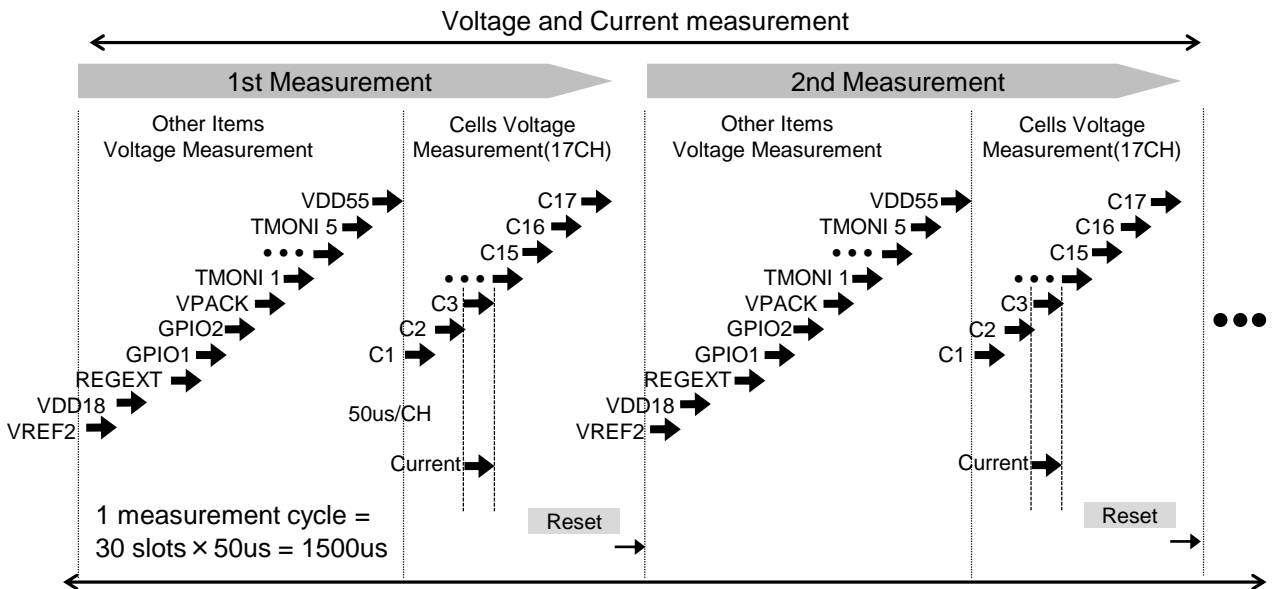 Voltage and Current measurement
1st Measurement
2nd Measurement
Other Items
Voltage Measurement
Cells Voltage
Measurement(17CH)
Other Items
Voltage Measurement
Cells Voltage
Measurement(17CH)
VDD55
TMONI 5
•••
TMONI 1
VPACK
GPIO2
GPIO1
REGEXT
VDD18
VREF2
C17
C16
C15
•••
C3
C2
C1
50us/CH
Current
VDD55
TMONI 5
•••
TMONI 1
VPACK
GPIO2
GPIO1
REGEXT
VDD18
VREF2
C17
C16
C15
•••
C3
C2
C1
Current
•••
1 measurement cycle =
30 slots × 50us = 1500us
Reset
Reset